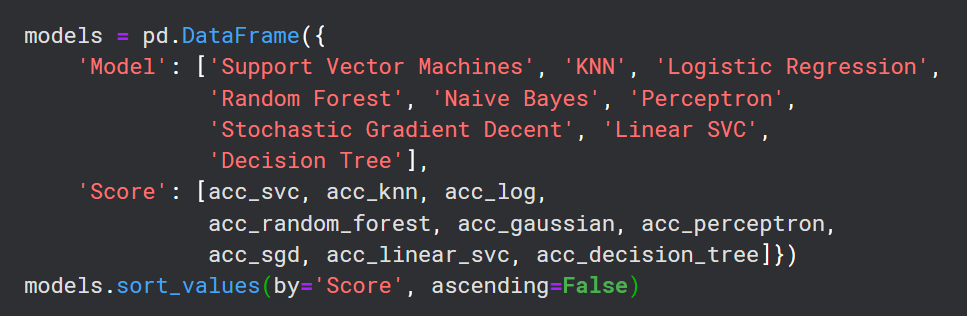 models = pd.DataFrame({
    'Model': ['Support Vector Machines', 'KNN', 'Logistic Regression',
              'Random Forest', 'Naive Bayes', 'Perceptron',
              'Stochastic Gradient Decent', 'Linear SVC',
              'Decision Tree'],
    'Score': [acc_svc, acc_knn, acc_log,
              acc_random_forest, acc_gaussian, acc_perceptron,
              acc_sgd, acc_linear_svc, acc_decision_tree]})
models.sort_values(by='Score', ascending=False)